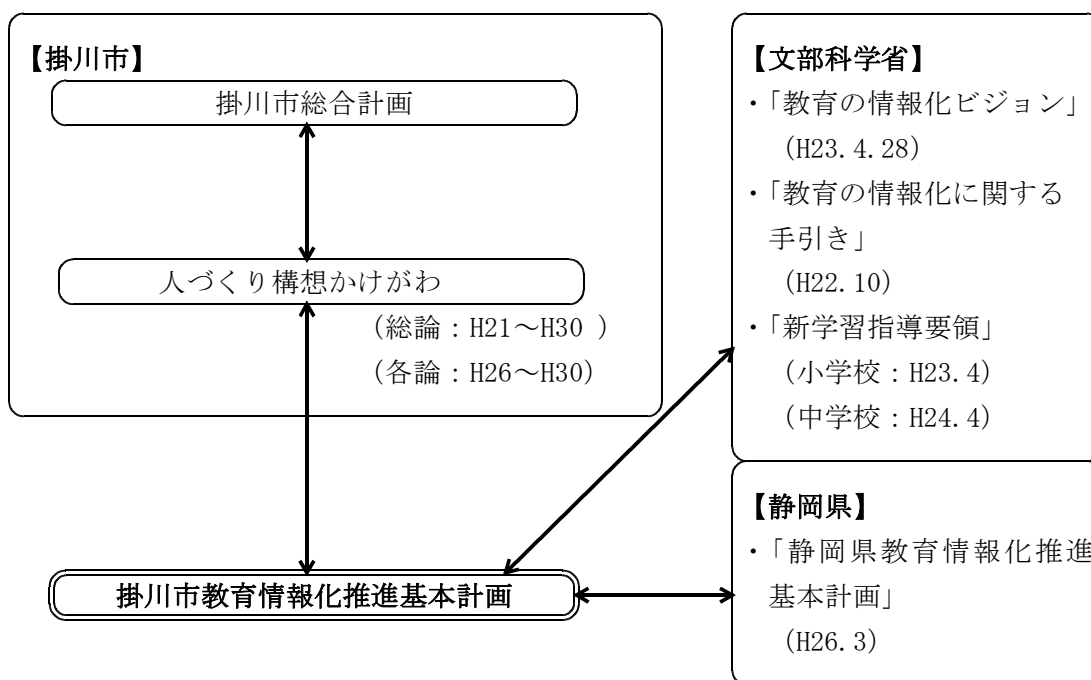 【掛川市】
掛川市総合計画
人づくり構想かけがわ
(総論：H21～H30 )
(各論：H26～H30)
掛川市教育情報化推進基本計画
【文部科学省】
・「教育の情報化ビジョン」
(H23.4.28)
・「教育の情報化に関する
手引き」
(H22.10)
・「新学習指導要領」
(小学校：H23.4)
(中学校：H24.4)
【静岡県】
・「静岡県教育情報化推進
基本計画」
(H26.3)